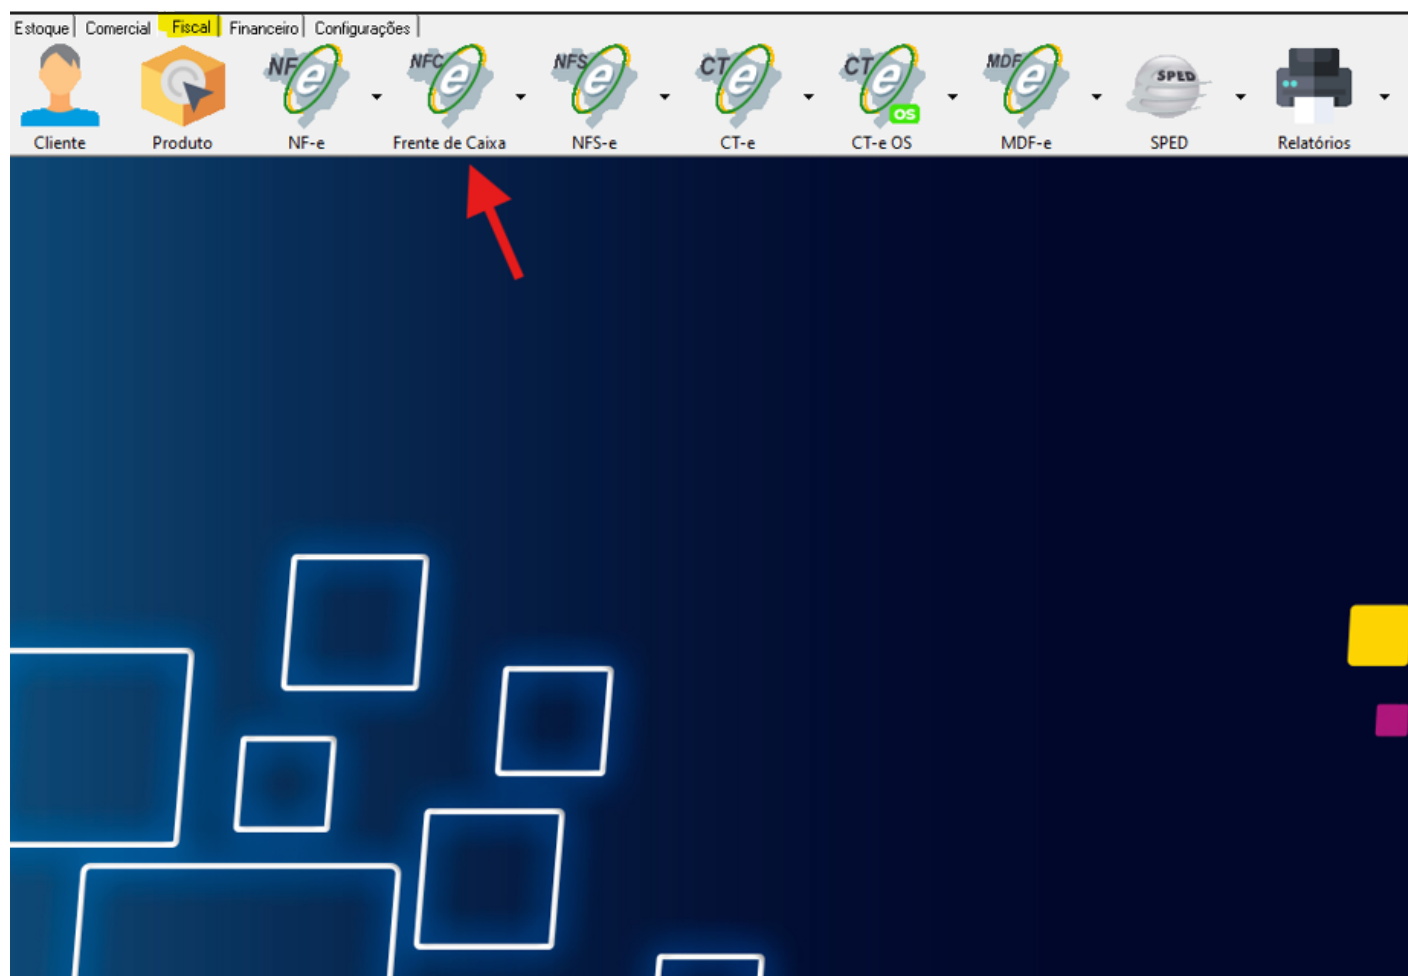 Estoque Comercial Fiscal Financeiro Configurações
NF e NFC e NFS e CT e CT e OS MDF e SPED
Cliente Produto NF-e Frente de Caixa NFS-e CT-e CT-e OS MDF-e SPED Relatórios